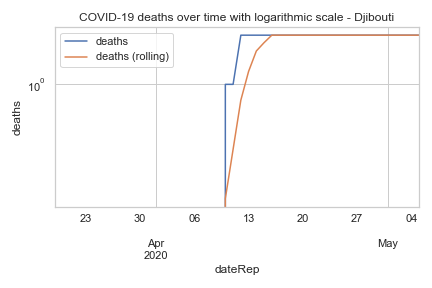 COVID-19 deaths over time with logarithmic scale - Djibouti
deaths
deaths (rolling)
10^0
deaths
23 30 06 13 20 27 04
Apr May
2020
dateRep